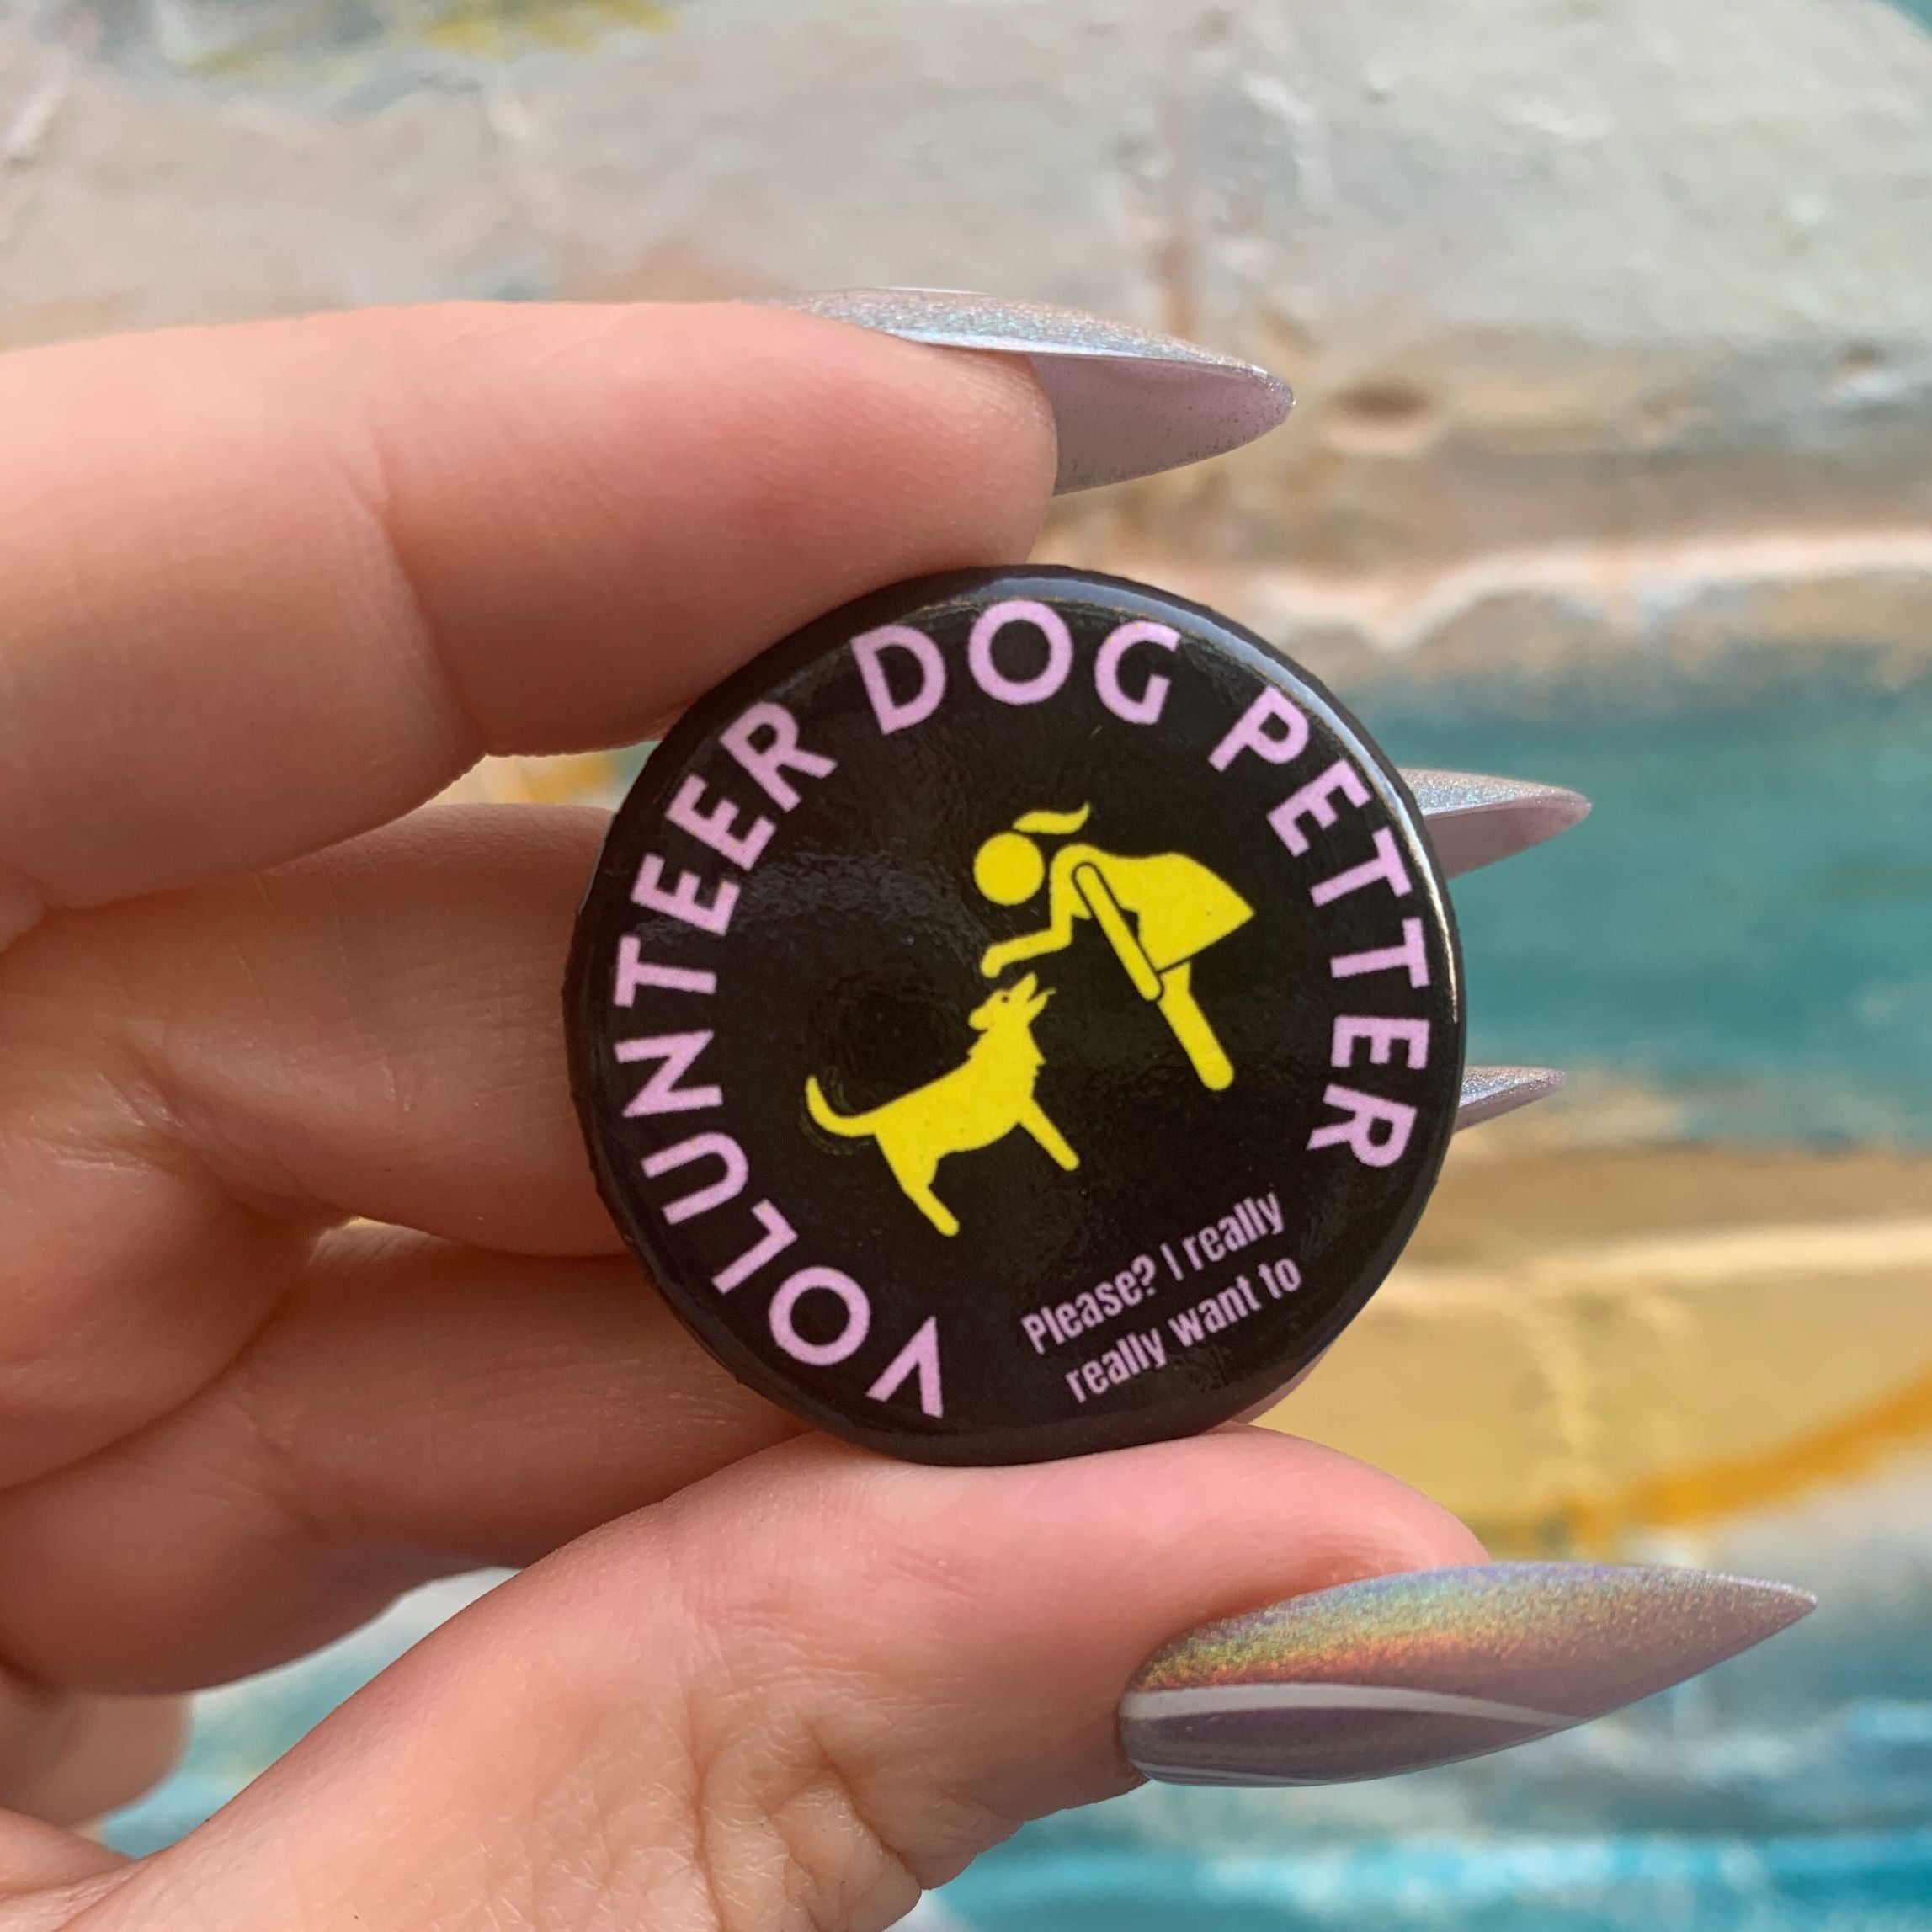 VOLUNTEER DOG PETTER
Please? I really
really want to